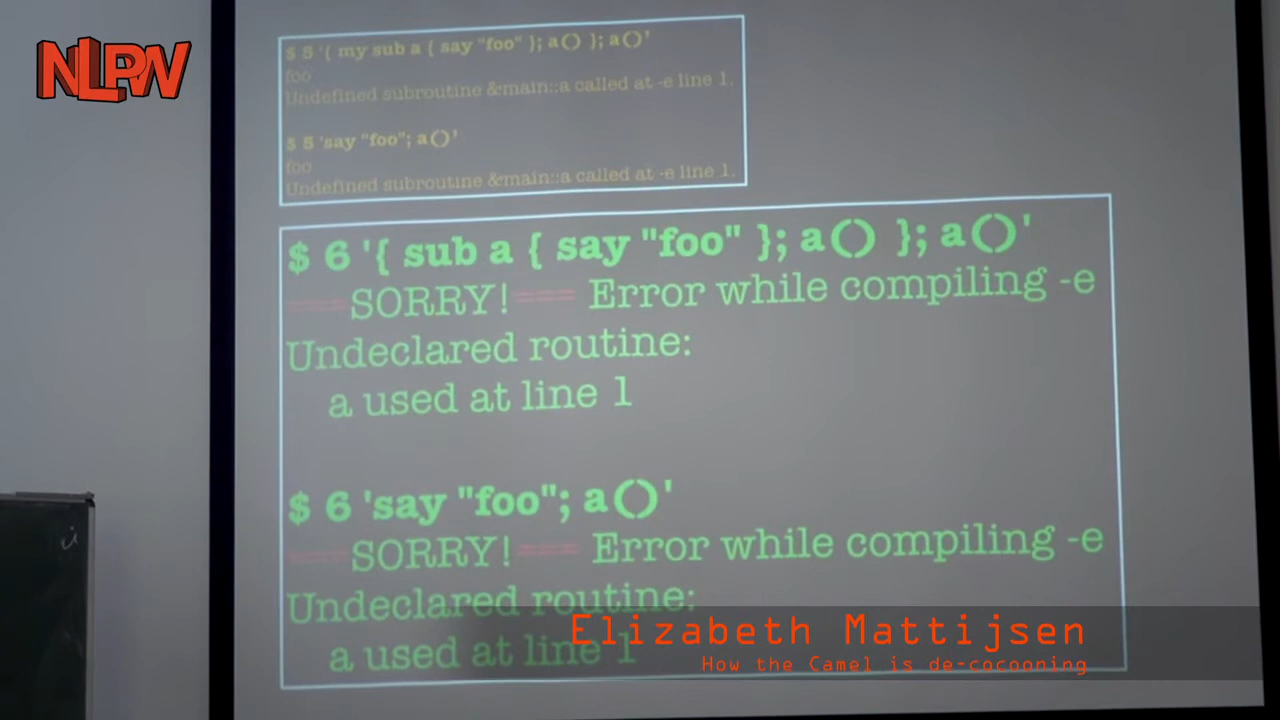 NLPW
$ 5 '{ my sub a { say "foo" }; a() }; a()'
foo
Undefined subroutine &main::a called at -e line 1.
$ 5 'say "foo"; a()'
foo
Undefined subroutine &main::a called at -e line 1.
$ 6 '{ sub a { say "foo" }; a() }; a()'
===SORRY!=== Error while compiling -e
Undeclared routine:
a used at line 1
$ 6 'say "foo"; a()'
===SORRY!=== Error while compiling -e
Undeclared routine:
a used at line 1
Elizabeth Mattijsen
How the Camel is de-cocooning